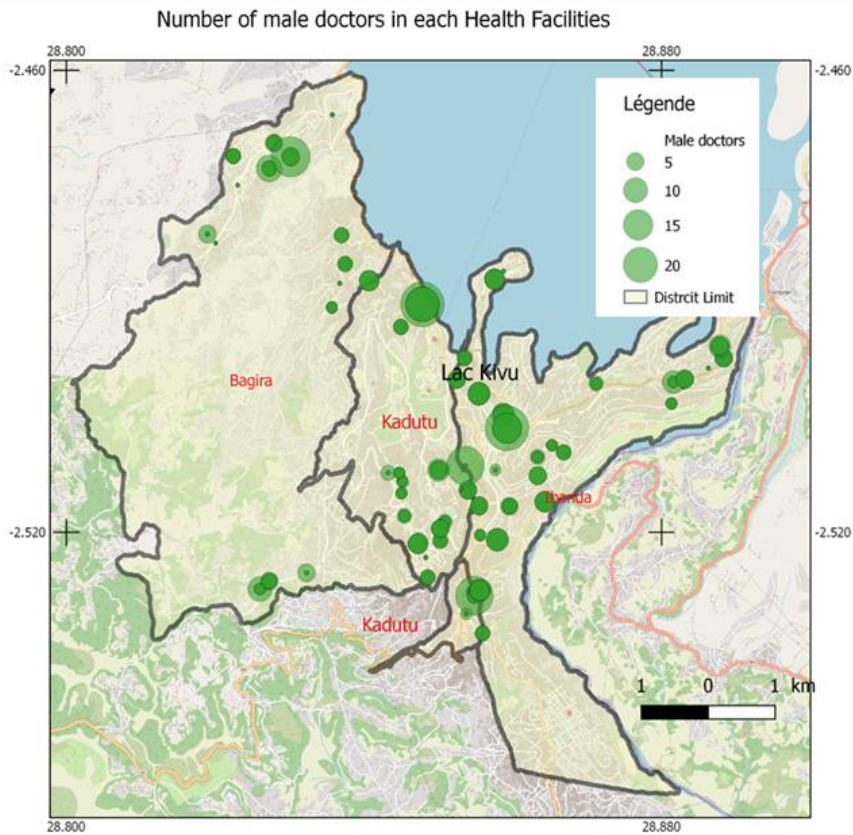 Number of male doctors in each Health Facilities
28.800
28.880
-2.460
-2.460
Légende
Male doctors
5
10
15
20
Distrcit Limit
Lac Kivu
Bagira
Kadutu
Ibanda
-2.520
-2.520
Kadutu
1 0 1 km
28.800
28.880